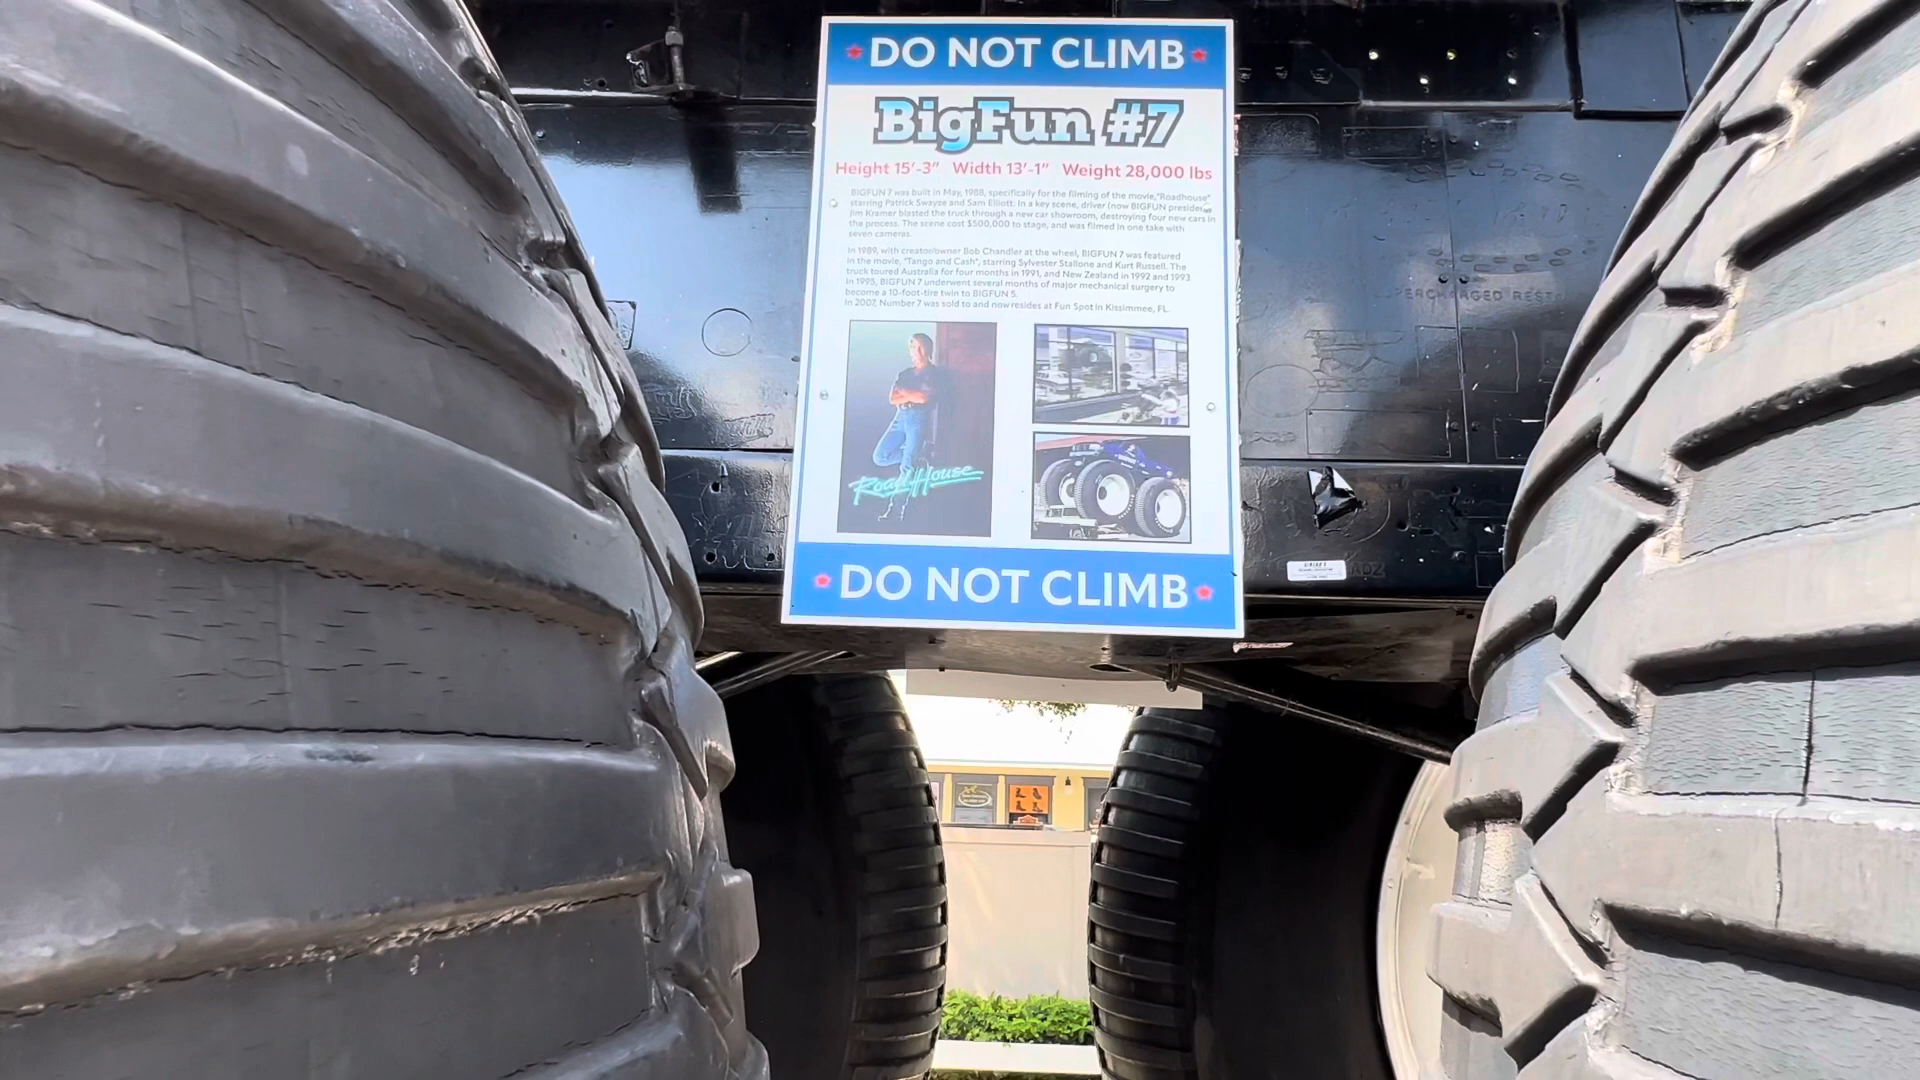 DO NOT CLIMB
BigFun #7
Height 15'-3" Width 13'-1" Weight 28,000 lbs
BIGFUN 7 was built in May, 1988, specifically for the filming of the movie, "Roadhouse"
starring Patrick Swayze and Sam Elliott. In a key scene, driver (now BIGFUN president)
Jim Kramer blasted the truck through a new car showroom, destroying four new cars in
the process. The scene cost $500,000 to stage, and was filmed in one take with
seven cameras.
In 1989, with creator/owner Bob Chandler at the wheel, BIGFUN 7 was featured
in the movie, "Tango and Cash", starring Sylvester Stallone and Kurt Russell. The
truck toured Australia for four months in 1991, and New Zealand in 1992 and 1993
In 1995, BIGFUN 7 underwent several months of major mechanical surgery to
become a 10-foot-tire twin to BIGFUN 5.
In 2007, Number 7 was sold to and now resides at Fun Spot in Kissimmee, FL.
Road House
DO NOT CLIMB